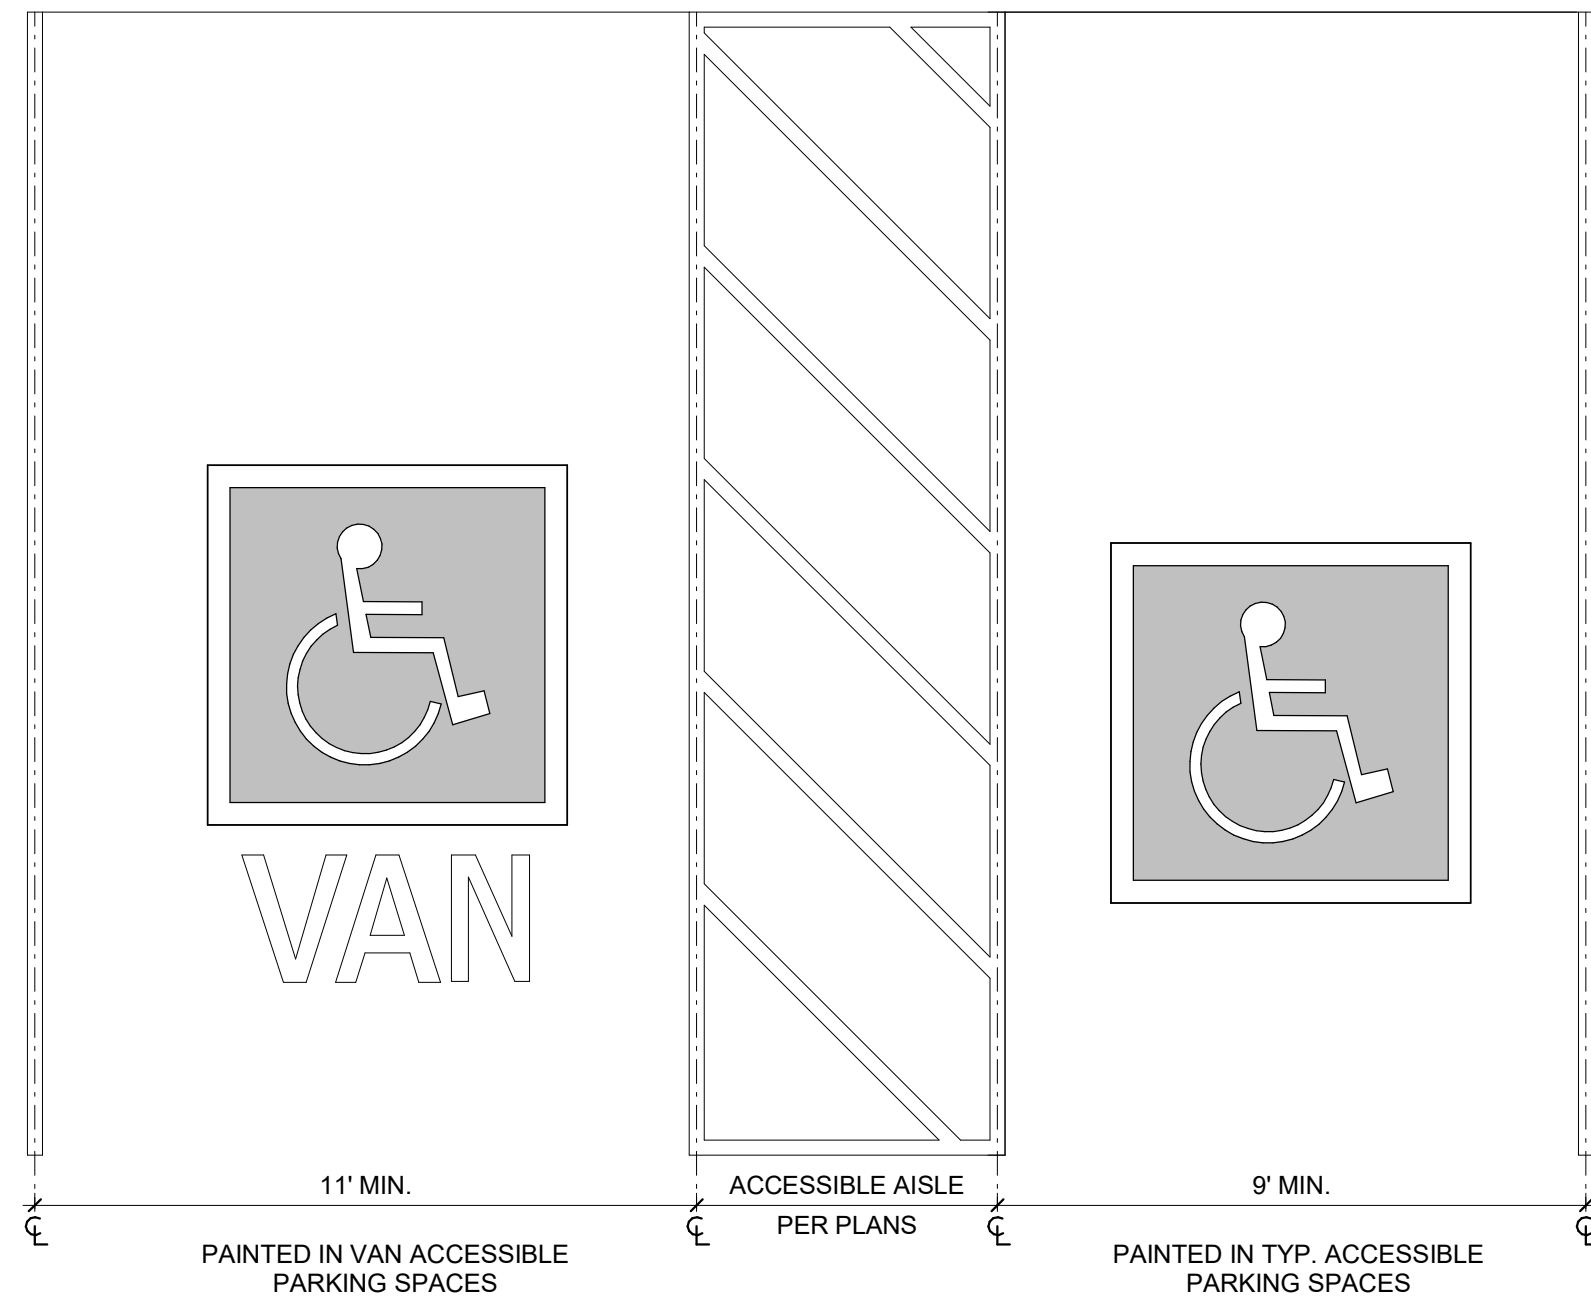 VAN
11' MIN.
ACCESSIBLE AISLE
PER PLANS
9' MIN.
℄
℄
℄
℄
PAINTED IN VAN ACCESSIBLE
PARKING SPACES
PAINTED IN TYP. ACCESSIBLE
PARKING SPACES